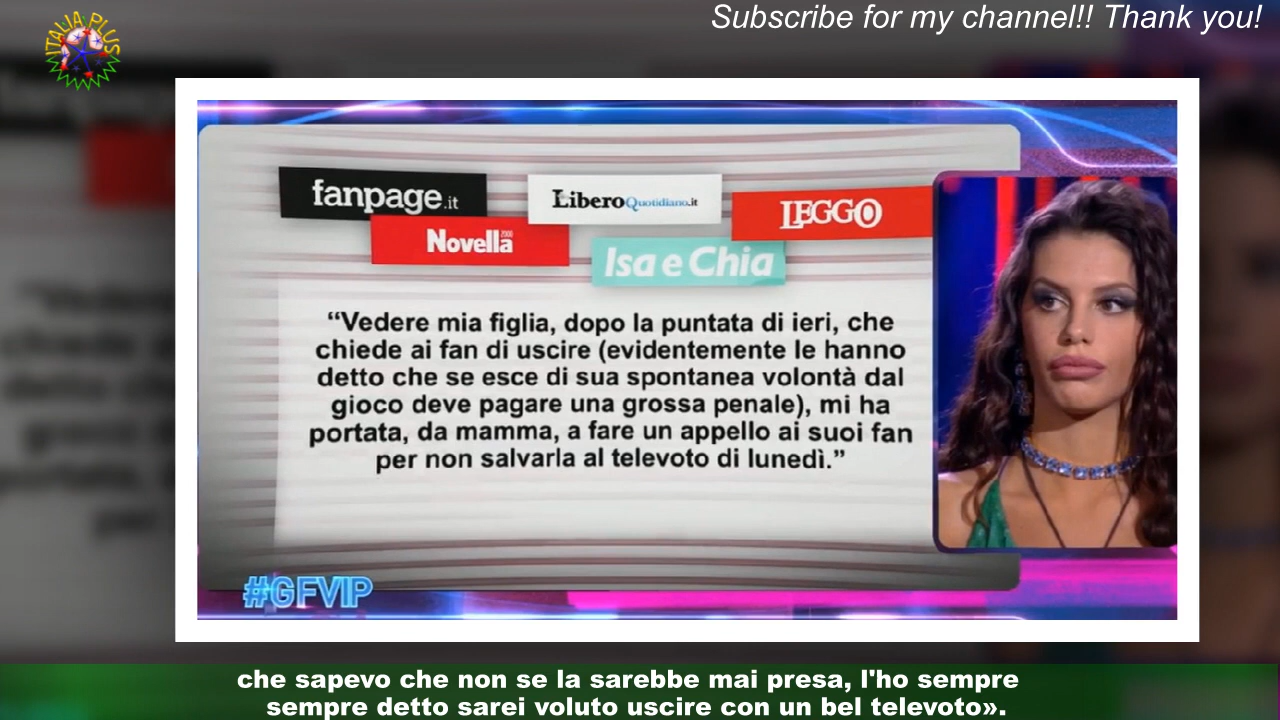 Subscribe for my channel!! Thank you!
ITALIA PLUS
fanpage.it
LiberoQuotidiano.it
LEGGO
Novella 2000
Isa e Chia
“Vedere mia figlia, dopo la puntata di ieri, che
chiede ai fan di uscire (evidentemente le hanno
detto che se esce di sua spontanea volontà dal
gioco deve pagare una grossa penale), mi ha
portata, da mamma, a fare un appello ai suoi fan
per non salvarla al televoto di lunedì.”
#GFVIP
che sapevo che non se la sarebbe mai presa, l'ho sempre
sempre detto sarei voluto uscire con un bel televoto».